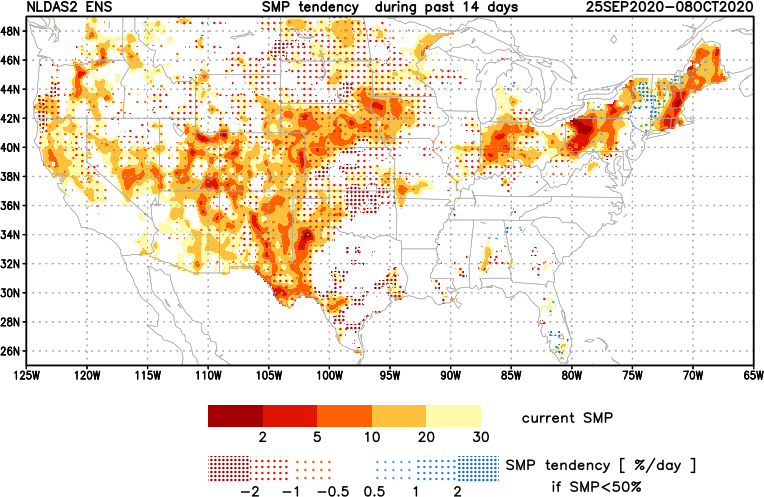 NLDAS2 ENS SMP tendency during past 14 days 25SEP2020-08OCT2020
48N
46N
44N
42N
40N
38N
36N
34N
32N
30N
28N
26N
125W 120W 115W 110W 105W 100W 95W 90W 85W 80W 75W 70W 65W
current SMP
2 5 10 20 30
SMP tendency [ %/day ]
if SMP<50%
-2 -1 -0.5 0.5 1 2